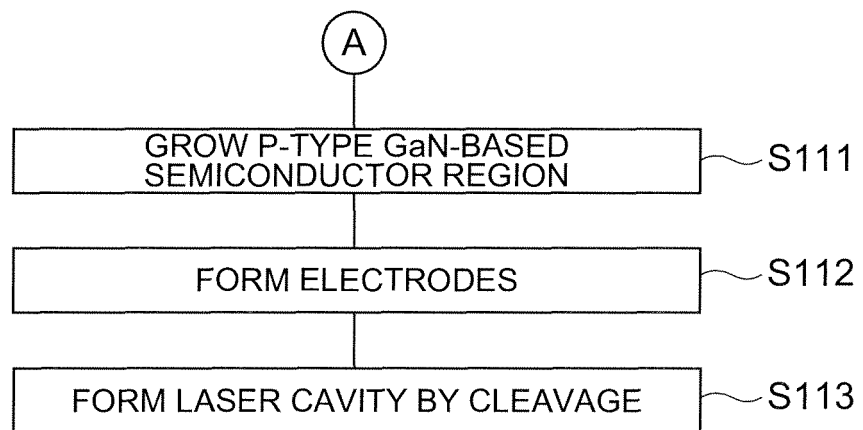 A
GROW P-TYPE GaN-BASED
SEMICONDUCTOR REGION
S111
FORM ELECTRODES
S112
FORM LASER CAVITY BY CLEAVAGE
S113